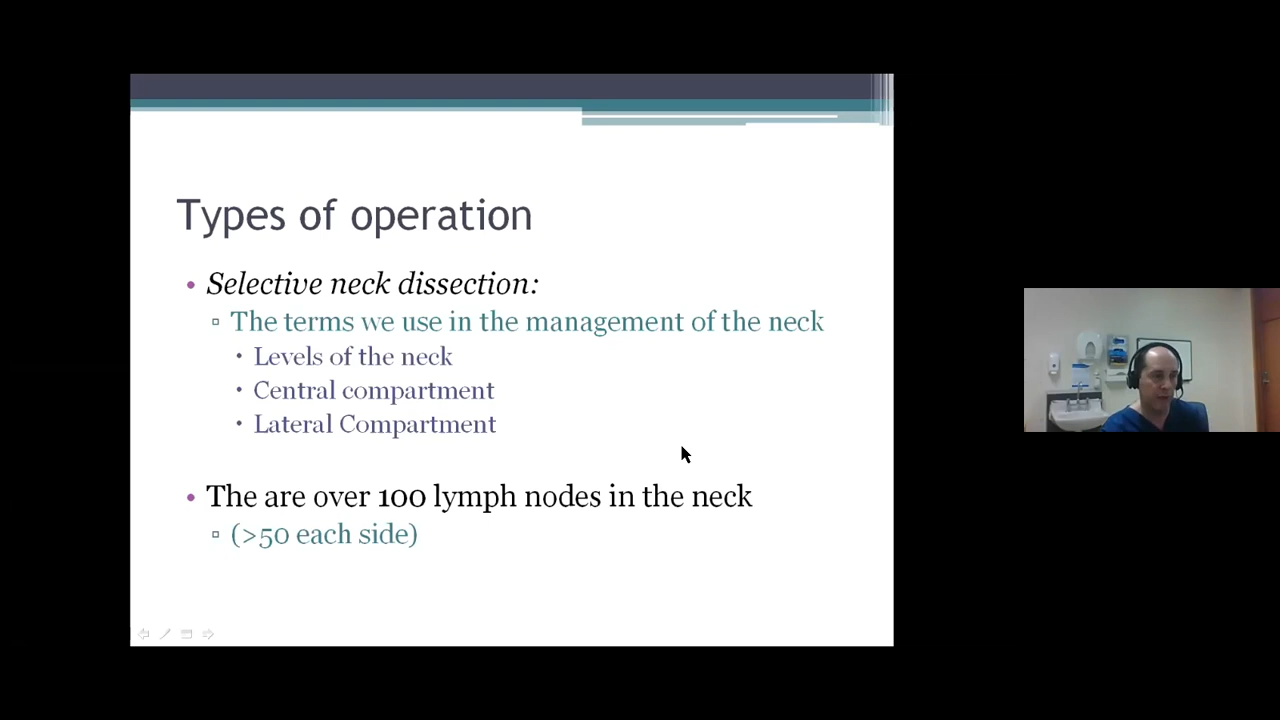 Types of operation
Selective neck dissection:
The terms we use in the management of the neck
Levels of the neck
Central compartment
Lateral Compartment
The are over 100 lymph nodes in the neck
(>50 each side)